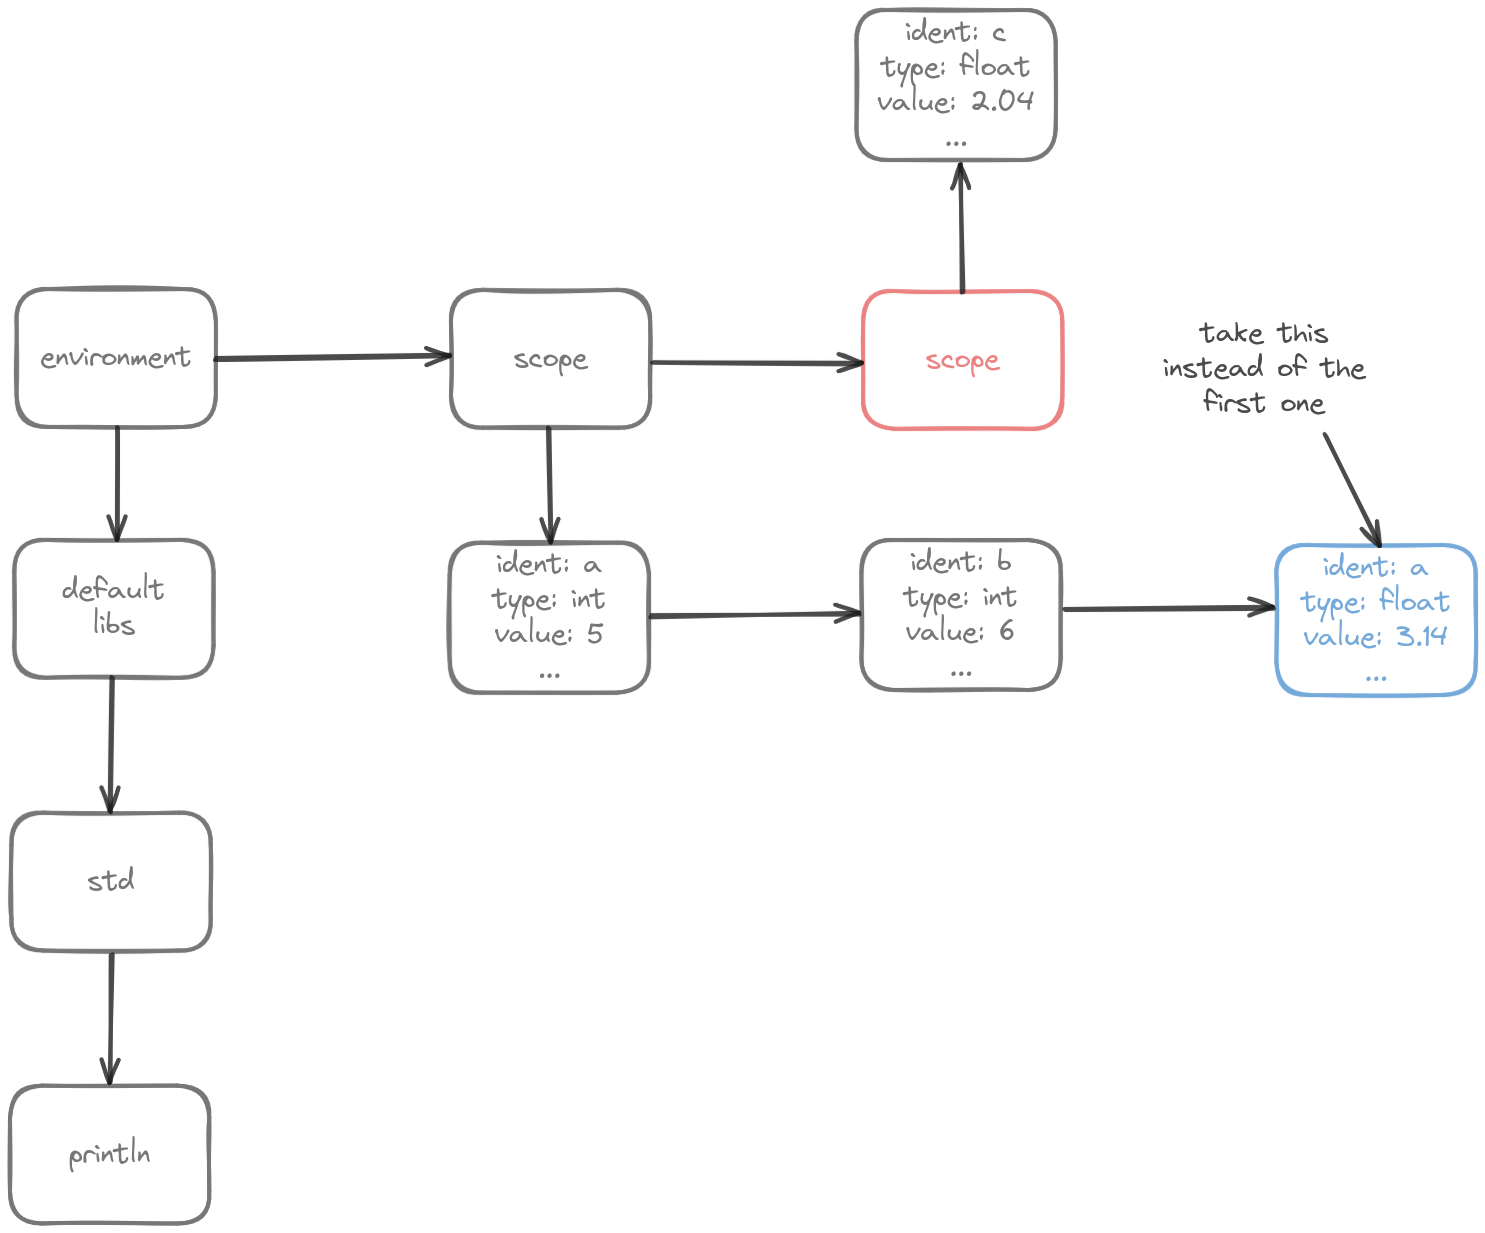 ident: c
type: float
value: 2.04
...
environment
scope
scope
take this
instead of the
first one
default
libs
ident: a
type: int
value: 5
...
ident: b
type: int
value: 6
...
ident: a
type: float
value: 3.14
...
std
println